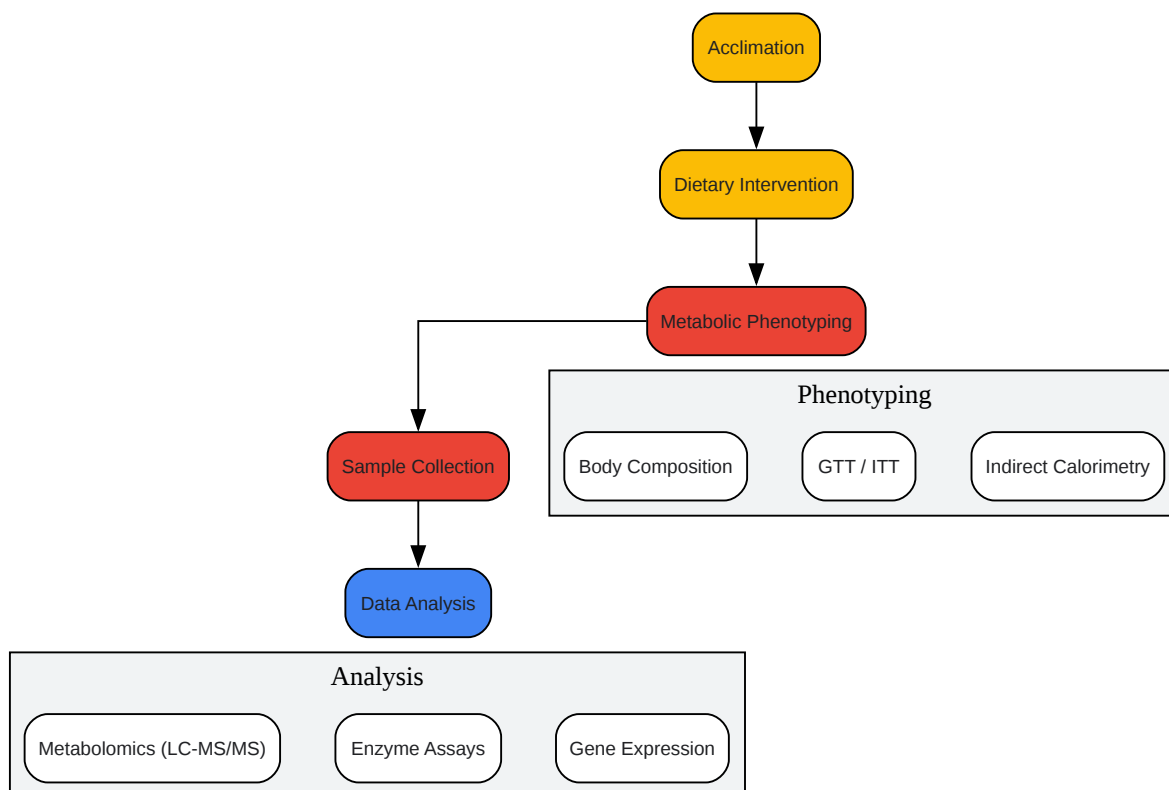 Acclimation
Dietary Intervention
Metabolic Phenotyping
Phenotyping
Body Composition
GTT / ITT
Indirect Calorimetry
Sample Collection
Data Analysis
Analysis
Metabolomics (LC-MS/MS)
Enzyme Assays
Gene Expression